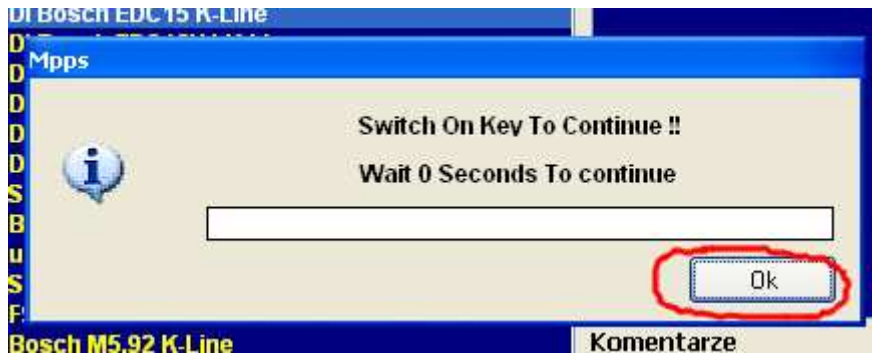 DI Bosch EDC15 K-Line
D
Mpps
D
D
D
D
S
B
u
S
F
Switch On Key To Continue !!
Wait 0 Seconds To continue
Ok
Bosch M5.92 K-Line
Komentarze